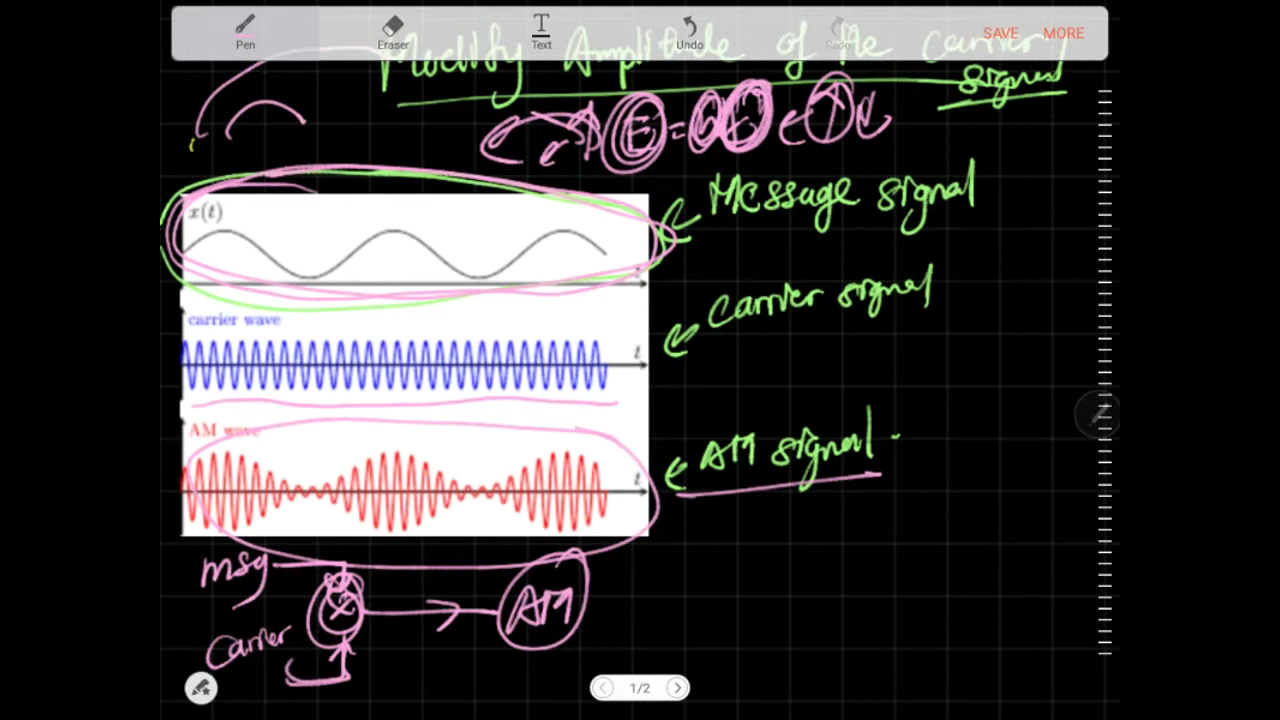 Pen Eraser Text Undo Redo SAVE MORE
Modify Amplitude of the carrier
signal
x(t)
Message signal
carrier wave
t
Carrier signal
AM wave
t
AM signal
msg
Carrier
X
AM
1/2